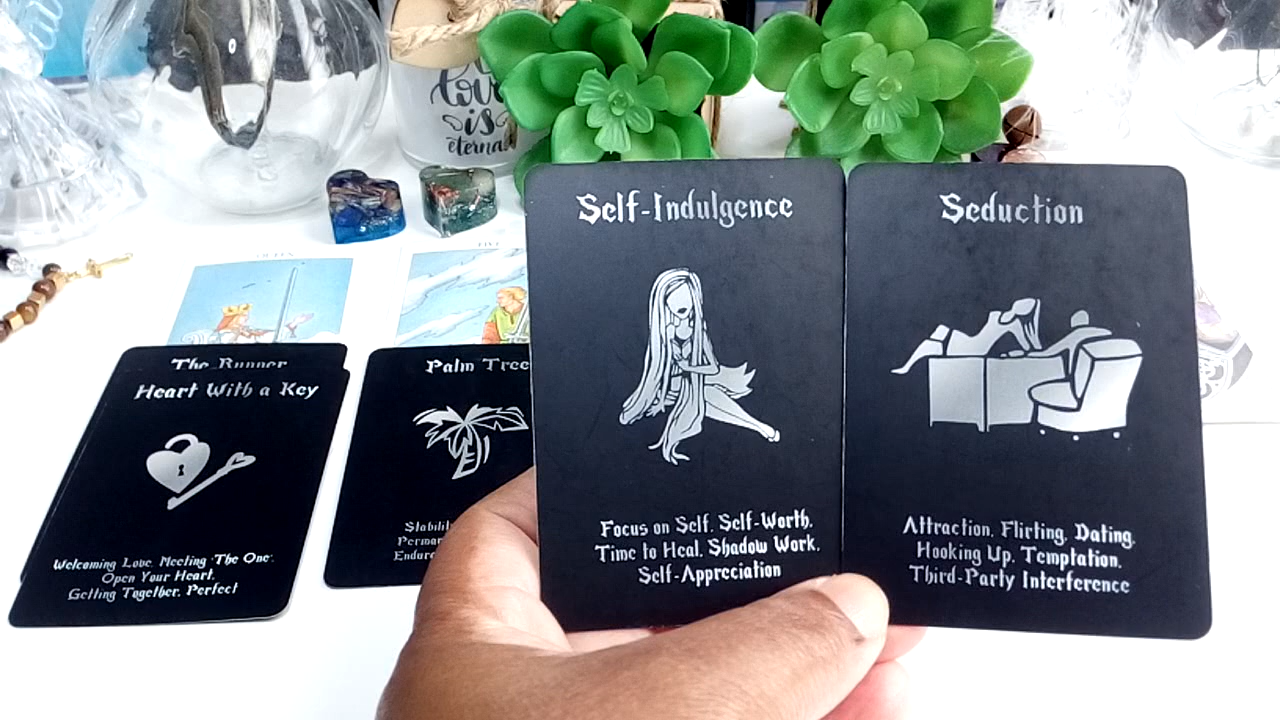 love
is
QUEEN
FIVE
The Runner
Heart With a Key
Welcoming Love. Meeting "The One".
Open Your Heart.
Getting Together. Perfect
Palm Tree
Self-Indulgence
Focus on Self. Self-Worth.
Time to Heal. Shadow Work.
Self-Appreciation
Seduction
Attraction. Flirting. Dating.
Hooking Up. Temptation.
Third-Party Interference